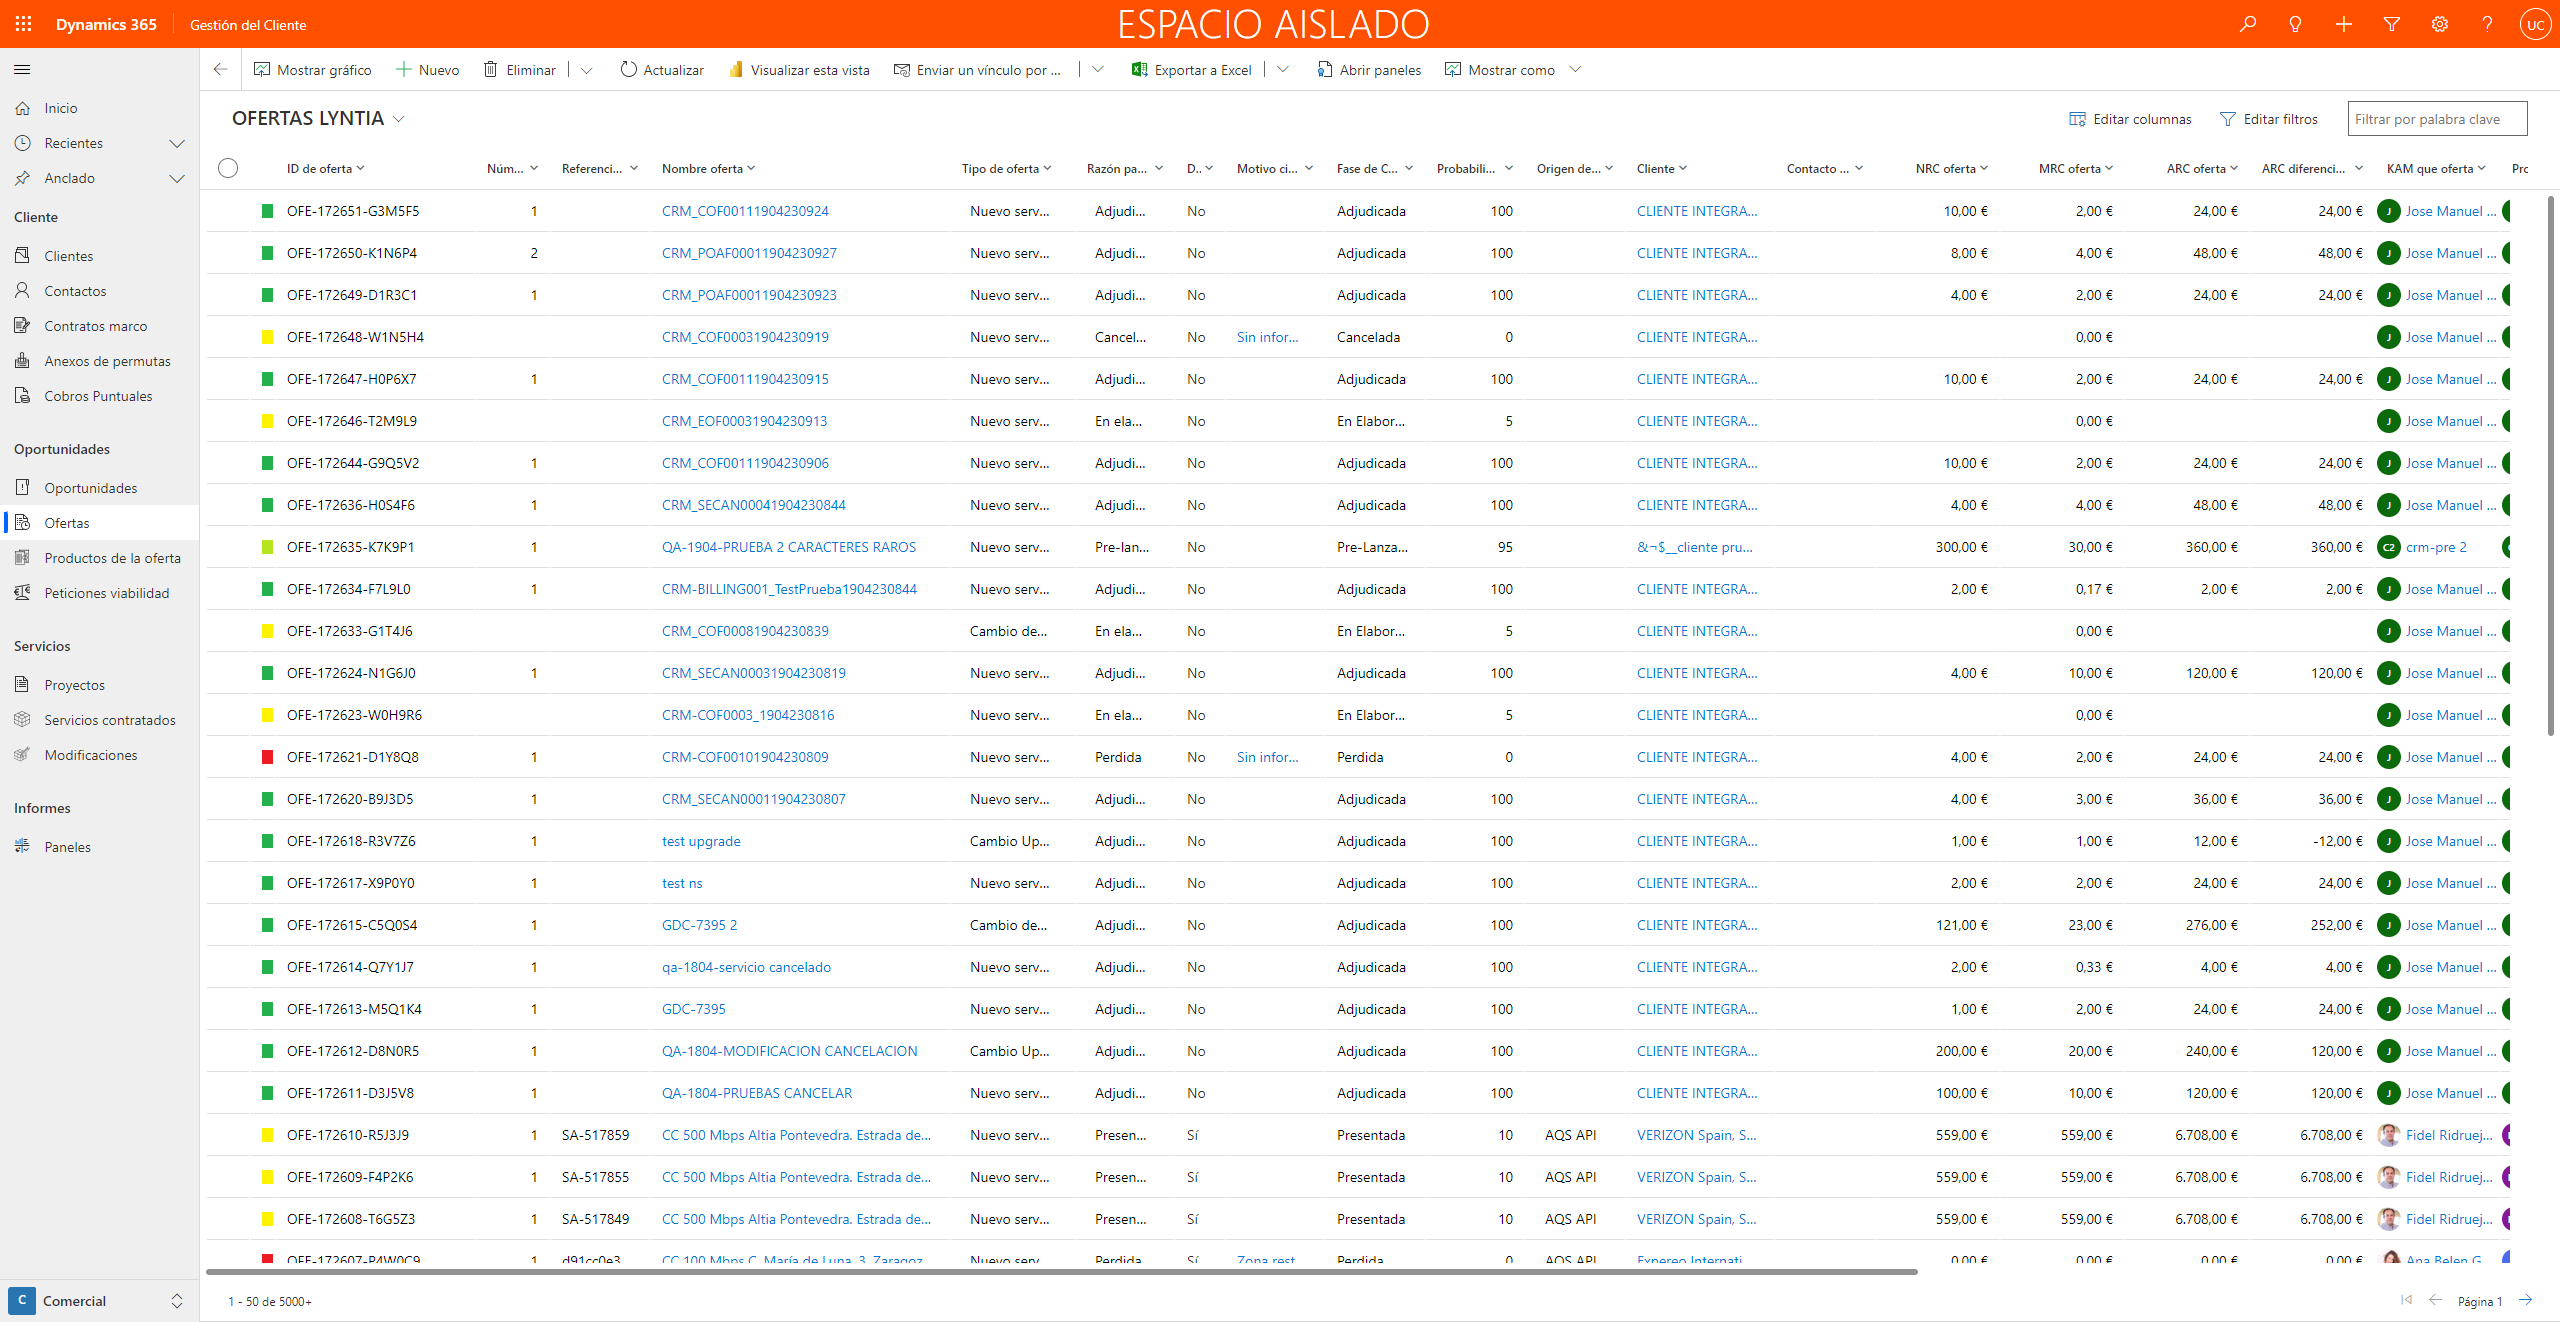 Dynamics 365 Gestión del Cliente ESPACIO AISLADO UC
Mostrar gráfico Nuevo Eliminar Actualizar Visualizar esta vista Enviar un vínculo por ... Exportar a Excel Abrir paneles Mostrar como
Inicio
Recientes
Anclado
Cliente
Clientes
Contactos
Contratos marco
Anexos de permutas
Cobros Puntuales
Oportunidades
Oportunidades
Ofertas
Productos de la oferta
Peticiones viabilidad
Servicios
Proyectos
Servicios contratados
Modificaciones
Informes
Paneles
C Comercial
OFERTAS LYNTIA Editar columnas Editar filtros Filtrar por palabra clave
ID de oferta Núm... Referenci... Nombre oferta Tipo de oferta Razón pa... D.. Motivo ci... Fase de C... Probabili... Origen de... Cliente Contacto ... NRC oferta MRC oferta ARC oferta ARC diferenci... KAM que oferta Prc
OFE-172651-G3M5F5 1 CRM_COF00111904230924 Nuevo serv... Adjudi... No Adjudicada 100 CLIENTE INTEGRA... 10,00 € 2,00 € 24,00 € 24,00 € J Jose Manuel ...
OFE-172650-K1N6P4 2 CRM_POAF00011904230927 Nuevo serv... Adjudi... No Adjudicada 100 CLIENTE INTEGRA... 8,00 € 4,00 € 48,00 € 48,00 € J Jose Manuel ...
OFE-172649-D1R3C1 1 CRM_POAF00011904230923 Nuevo serv... Adjudi... No Adjudicada 100 CLIENTE INTEGRA... 4,00 € 2,00 € 24,00 € 24,00 € J Jose Manuel ...
OFE-172648-W1N5H4 CRM_COF00031904230919 Nuevo serv... Cancel... No Sin infor... Cancelada 0 CLIENTE INTEGRA... 0,00 € J Jose Manuel ...
OFE-172647-H0P6X7 1 CRM_COF00111904230915 Nuevo serv... Adjudi... No Adjudicada 100 CLIENTE INTEGRA... 10,00 € 2,00 € 24,00 € 24,00 € J Jose Manuel ...
OFE-172646-T2M9L9 CRM_EOF00031904230913 Nuevo serv... En ela... No En Elabor... 5 CLIENTE INTEGRA... 0,00 € J Jose Manuel ...
OFE-172644-G9Q5V2 1 CRM_COF00111904230906 Nuevo serv... Adjudi... No Adjudicada 100 CLIENTE INTEGRA... 10,00 € 2,00 € 24,00 € 24,00 € J Jose Manuel ...
OFE-172636-H0S4F6 1 CRM_SECAN00041904230844 Nuevo serv... Adjudi... No Adjudicada 100 CLIENTE INTEGRA... 4,00 € 4,00 € 48,00 € 48,00 € J Jose Manuel ...
OFE-172635-K7K9P1 1 QA-1904-PRUEBA 2 CARACTERES RAROS Nuevo serv... Pre-lan... No Pre-Lanza... 95 &¬$__cliente pru... 300,00 € 30,00 € 360,00 € 360,00 € C2 crm-pre 2
OFE-172634-F7L9L0 1 CRM-BILLING001_TestPrueba1904230844 Nuevo serv... Adjudi... No Adjudicada 100 CLIENTE INTEGRA... 2,00 € 0,17 € 2,00 € 2,00 € J Jose Manuel ...
OFE-172633-G1T4J6 CRM_COF00081904230839 Cambio de... En ela... No En Elabor... 5 CLIENTE INTEGRA... 0,00 € J Jose Manuel ...
OFE-172624-N1G6J0 1 CRM_SECAN00031904230819 Nuevo serv... Adjudi... No Adjudicada 100 CLIENTE INTEGRA... 4,00 € 10,00 € 120,00 € 120,00 € J Jose Manuel ...
OFE-172623-W0H9R6 CRM-COF0003_1904230816 Nuevo serv... En ela... No En Elabor... 5 CLIENTE INTEGRA... 0,00 € J Jose Manuel ...
OFE-172621-D1Y8Q8 1 CRM-COF00101904230809 Nuevo serv... Perdida No Sin infor... Perdida 0 CLIENTE INTEGRA... 4,00 € 2,00 € 24,00 € 24,00 € J Jose Manuel ...
OFE-172620-B9J3D5 1 CRM_SECAN00011904230807 Nuevo serv... Adjudi... No Adjudicada 100 CLIENTE INTEGRA... 4,00 € 3,00 € 36,00 € 36,00 € J Jose Manuel ...
OFE-172618-R3V7Z6 1 test upgrade Cambio Up... Adjudi... No Adjudicada 100 CLIENTE INTEGRA... 1,00 € 1,00 € 12,00 € -12,00 € J Jose Manuel ...
OFE-172617-X9P0Y0 1 test ns Nuevo serv... Adjudi... No Adjudicada 100 CLIENTE INTEGRA... 2,00 € 2,00 € 24,00 € 24,00 € J Jose Manuel ...
OFE-172615-C5Q0S4 1 GDC-7395 2 Cambio de... Adjudi... No Adjudicada 100 CLIENTE INTEGRA... 121,00 € 23,00 € 276,00 € 252,00 € J Jose Manuel ...
OFE-172614-Q7Y1J7 1 qa-1804-servicio cancelado Nuevo serv... Adjudi... No Adjudicada 100 CLIENTE INTEGRA... 2,00 € 0,33 € 4,00 € 4,00 € J Jose Manuel ...
OFE-172613-M5Q1K4 1 GDC-7395 Nuevo serv... Adjudi... No Adjudicada 100 CLIENTE INTEGRA... 1,00 € 2,00 € 24,00 € 24,00 € J Jose Manuel ...
OFE-172612-D8N0R5 1 QA-1804-MODIFICACION CANCELACION Cambio Up... Adjudi... No Adjudicada 100 CLIENTE INTEGRA... 200,00 € 20,00 € 240,00 € 120,00 € J Jose Manuel ...
OFE-172611-D3J5V8 1 QA-1804-PRUEBAS CANCELAR Nuevo serv... Adjudi... No Adjudicada 100 CLIENTE INTEGRA... 100,00 € 10,00 € 120,00 € 120,00 € J Jose Manuel ...
OFE-172610-R5J3J9 1 SA-517859 CC 500 Mbps Altia Pontevedra. Estrada de... Nuevo serv... Presen... Sí Presentada 10 AQS API VERIZON Spain, S... 559,00 € 559,00 € 6.708,00 € 6.708,00 € Fidel Ridruej...
OFE-172609-F4P2K6 1 SA-517855 CC 500 Mbps Altia Pontevedra. Estrada de... Nuevo serv... Presen... Sí Presentada 10 AQS API VERIZON Spain, S... 559,00 € 559,00 € 6.708,00 € 6.708,00 € Fidel Ridruej...
OFE-172608-T6G5Z3 1 SA-517849 CC 500 Mbps Altia Pontevedra. Estrada de... Nuevo serv... Presen... Sí Presentada 10 AQS API VERIZON Spain, S... 559,00 € 559,00 € 6.708,00 € 6.708,00 € Fidel Ridruej...
OFE-172607-P4W0C9 1 d91cc0e3 CC 100 Mbps C. María de Luna, 3, Zaragoz Nuevo serv Perdida Sí Zona rest Perdida 0 AQS API Expereo Internati 0,00 € 0,00 € 0,00 € 0,00 € Ana Belen G
1 - 50 de 5000+ Página 1